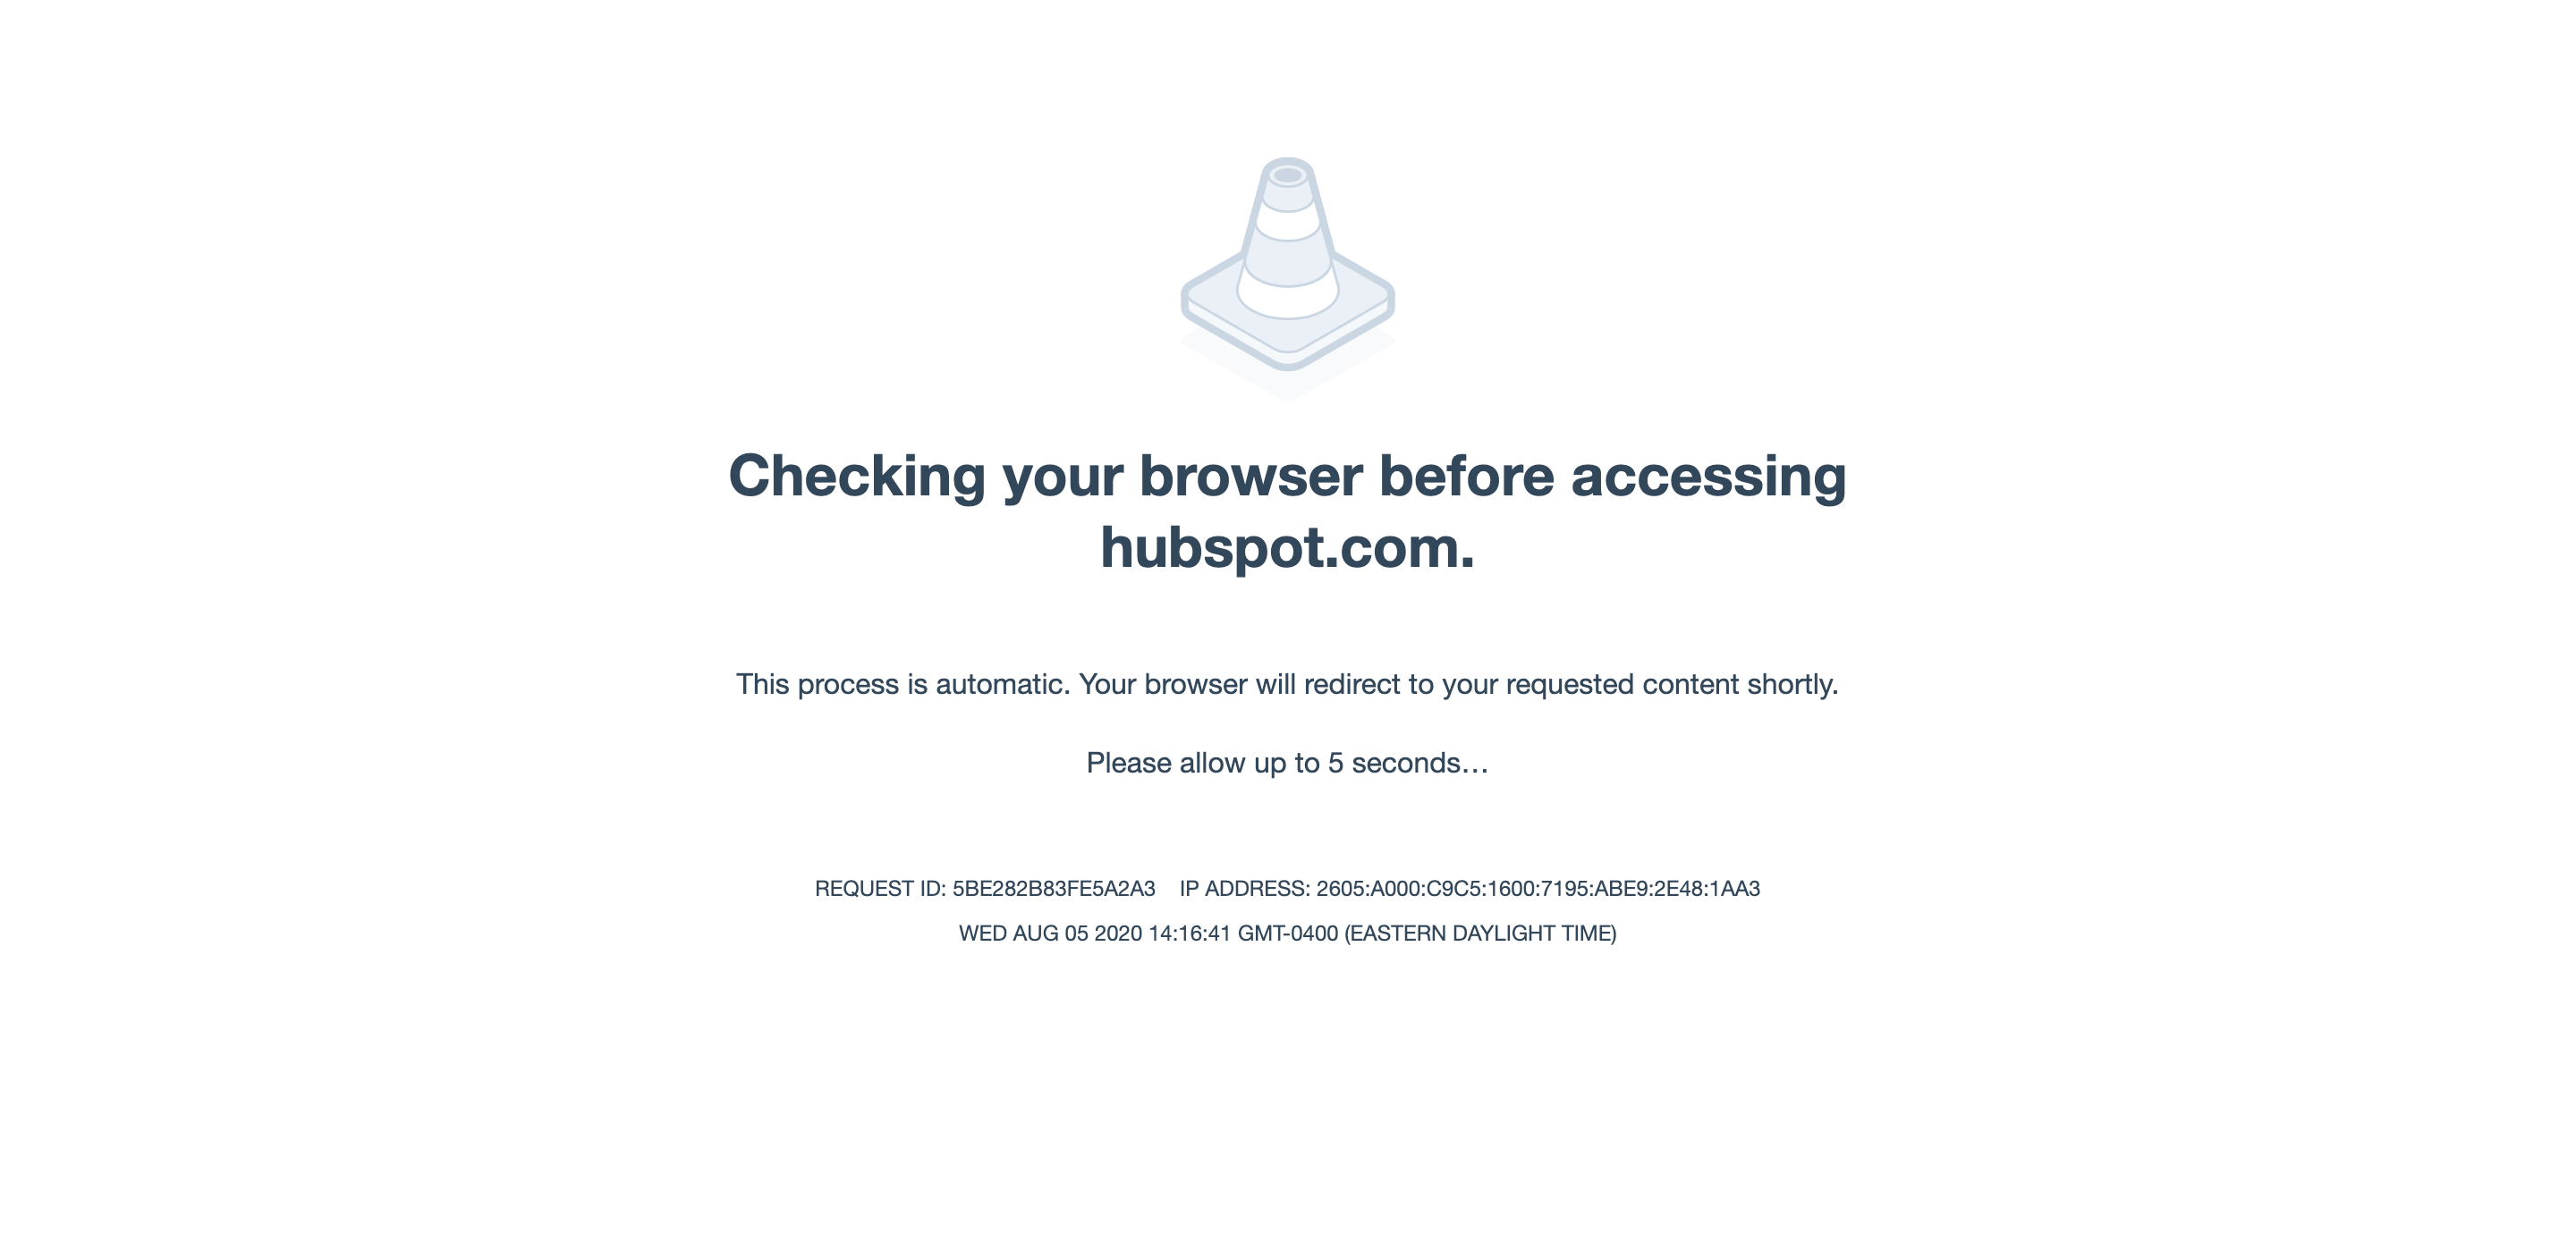 Checking your browser before accessing
hubspot.com.
This process is automatic. Your browser will redirect to your requested content shortly.
Please allow up to 5 seconds…
REQUEST ID: 5BE282B83FE5A2A3 IP ADDRESS: 2605:A000:C9C5:1600:7195:ABE9:2E48:1AA3
WED AUG 05 2020 14:16:41 GMT-0400 (EASTERN DAYLIGHT TIME)